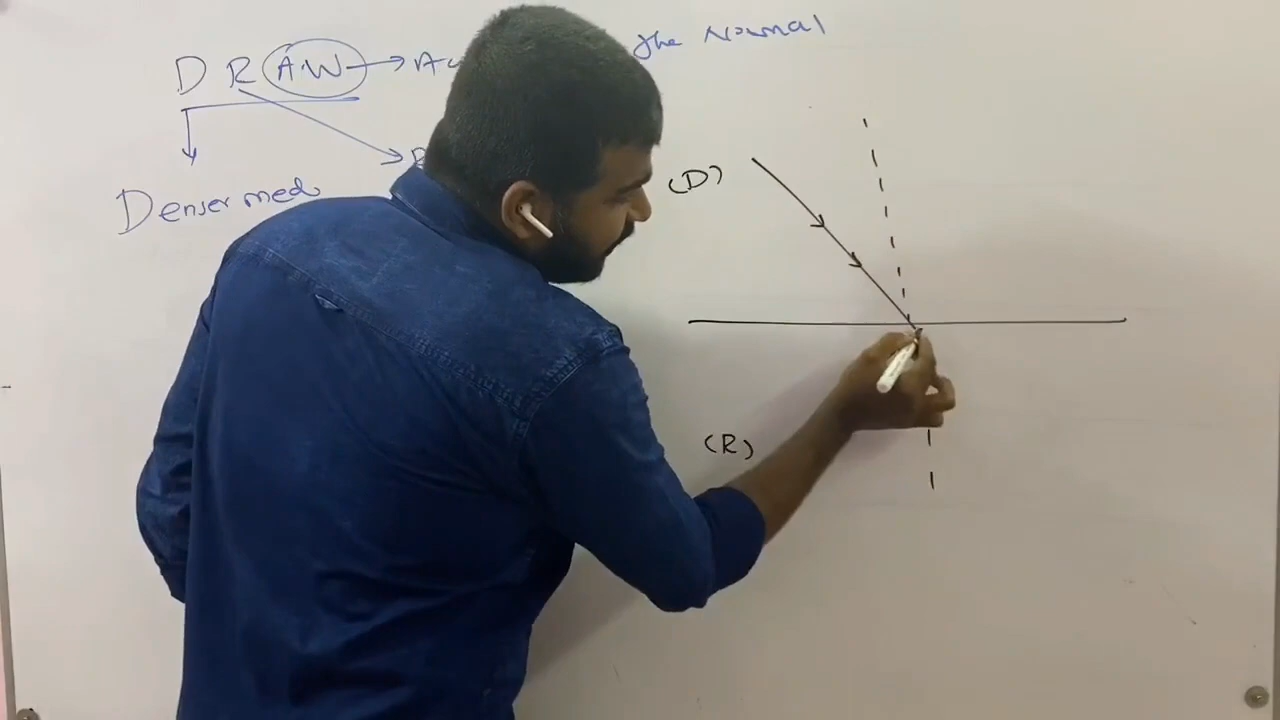 D R AW → the Normal
Denser med
(D)
(R)